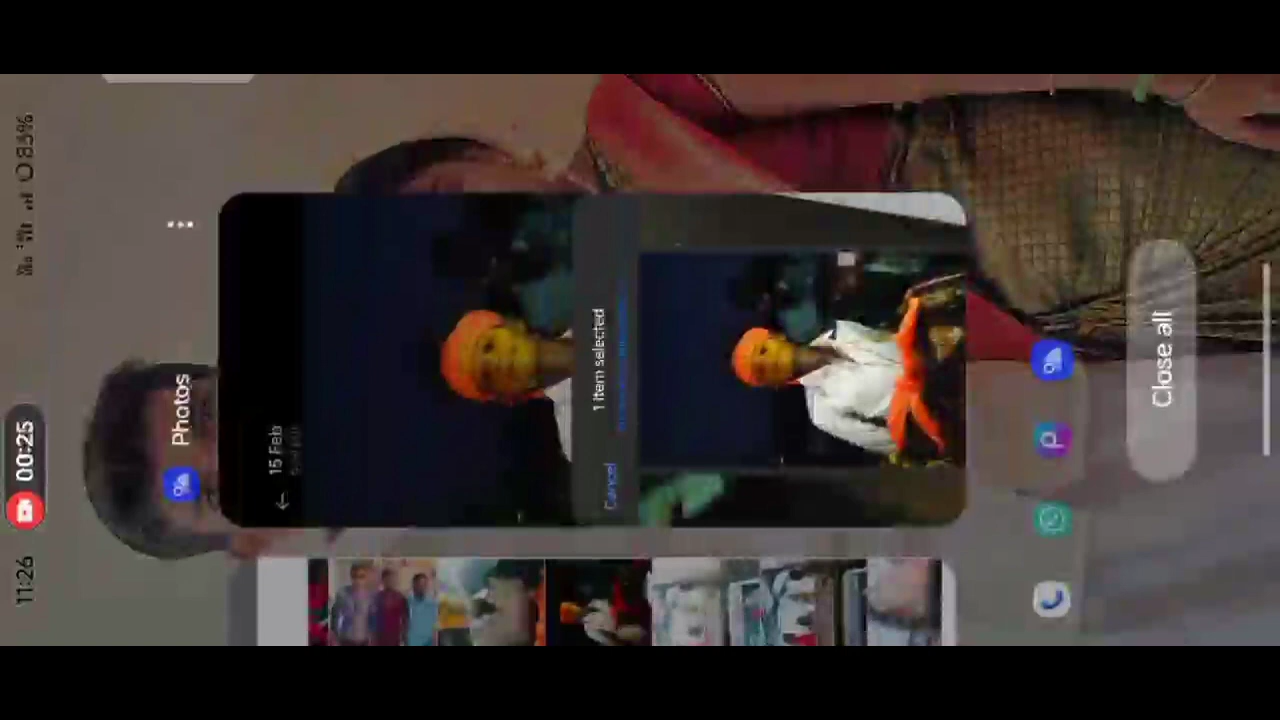 11:26
00:25
83%
Photos
15 Feb
Cancel
1 item selected
Close all